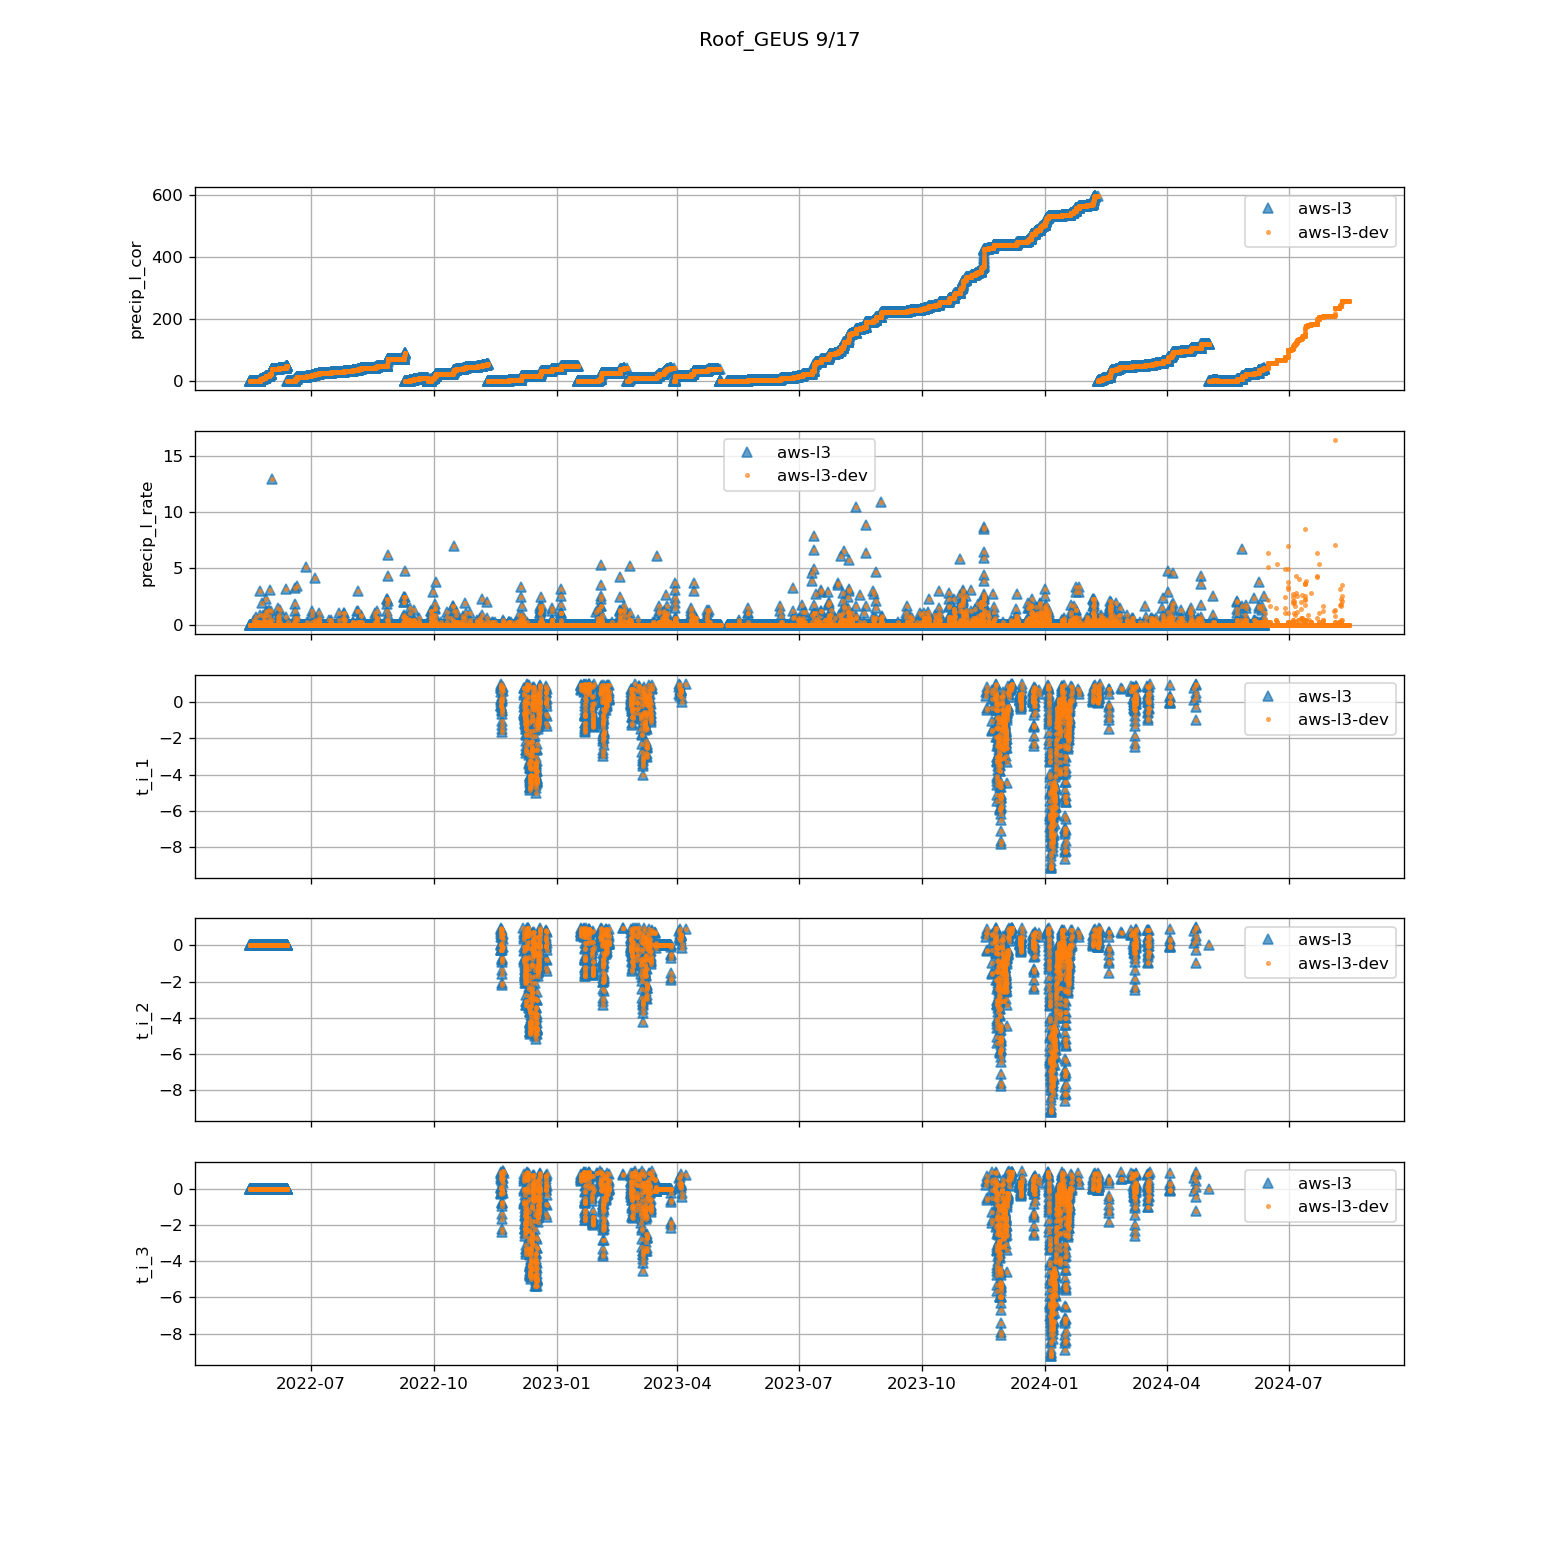 Roof_GEUS 9/17
600
400
200
0
precip_l_cor
aws-l3
aws-l3-dev
15
10
5
0
precip_l_rate
aws-l3
aws-l3-dev
0
−2
−4
−6
−8
t_i_1
aws-l3
aws-l3-dev
0
−2
−4
−6
−8
t_i_2
aws-l3
aws-l3-dev
0
−2
−4
−6
−8
t_i_3
aws-l3
aws-l3-dev
2022-07 2022-10 2023-01 2023-04 2023-07 2023-10 2024-01 2024-04 2024-07